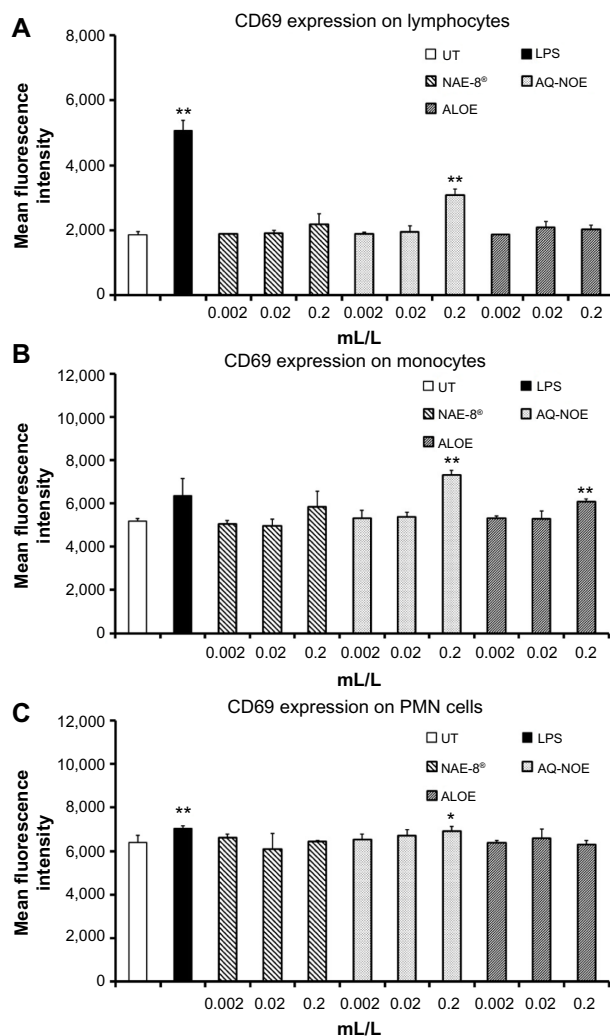 A
CD69 expression on lymphocytes
8,000
6,000
4,000
2,000
0
Mean fluorescence
intensity
UT
LPS
NAE-8®
AQ-NOE
ALOE
**
**
0.002 0.02 0.2 0.002 0.02 0.2 0.002 0.02 0.2
mL/L
B
CD69 expression on monocytes
12,000
10,000
8,000
6,000
4,000
2,000
0
Mean fluorescence
intensity
UT
LPS
NAE-8®
AQ-NOE
ALOE
**
**
0.002 0.02 0.2 0.002 0.02 0.2 0.002 0.02 0.2
mL/L
C
CD69 expression on PMN cells
12,000
10,000
8,000
6,000
4,000
2,000
0
Mean fluorescence
intensity
UT
LPS
NAE-8®
AQ-NOE
ALOE
**
*
0.002 0.02 0.2 0.002 0.02 0.2 0.002 0.02 0.2
mL/L